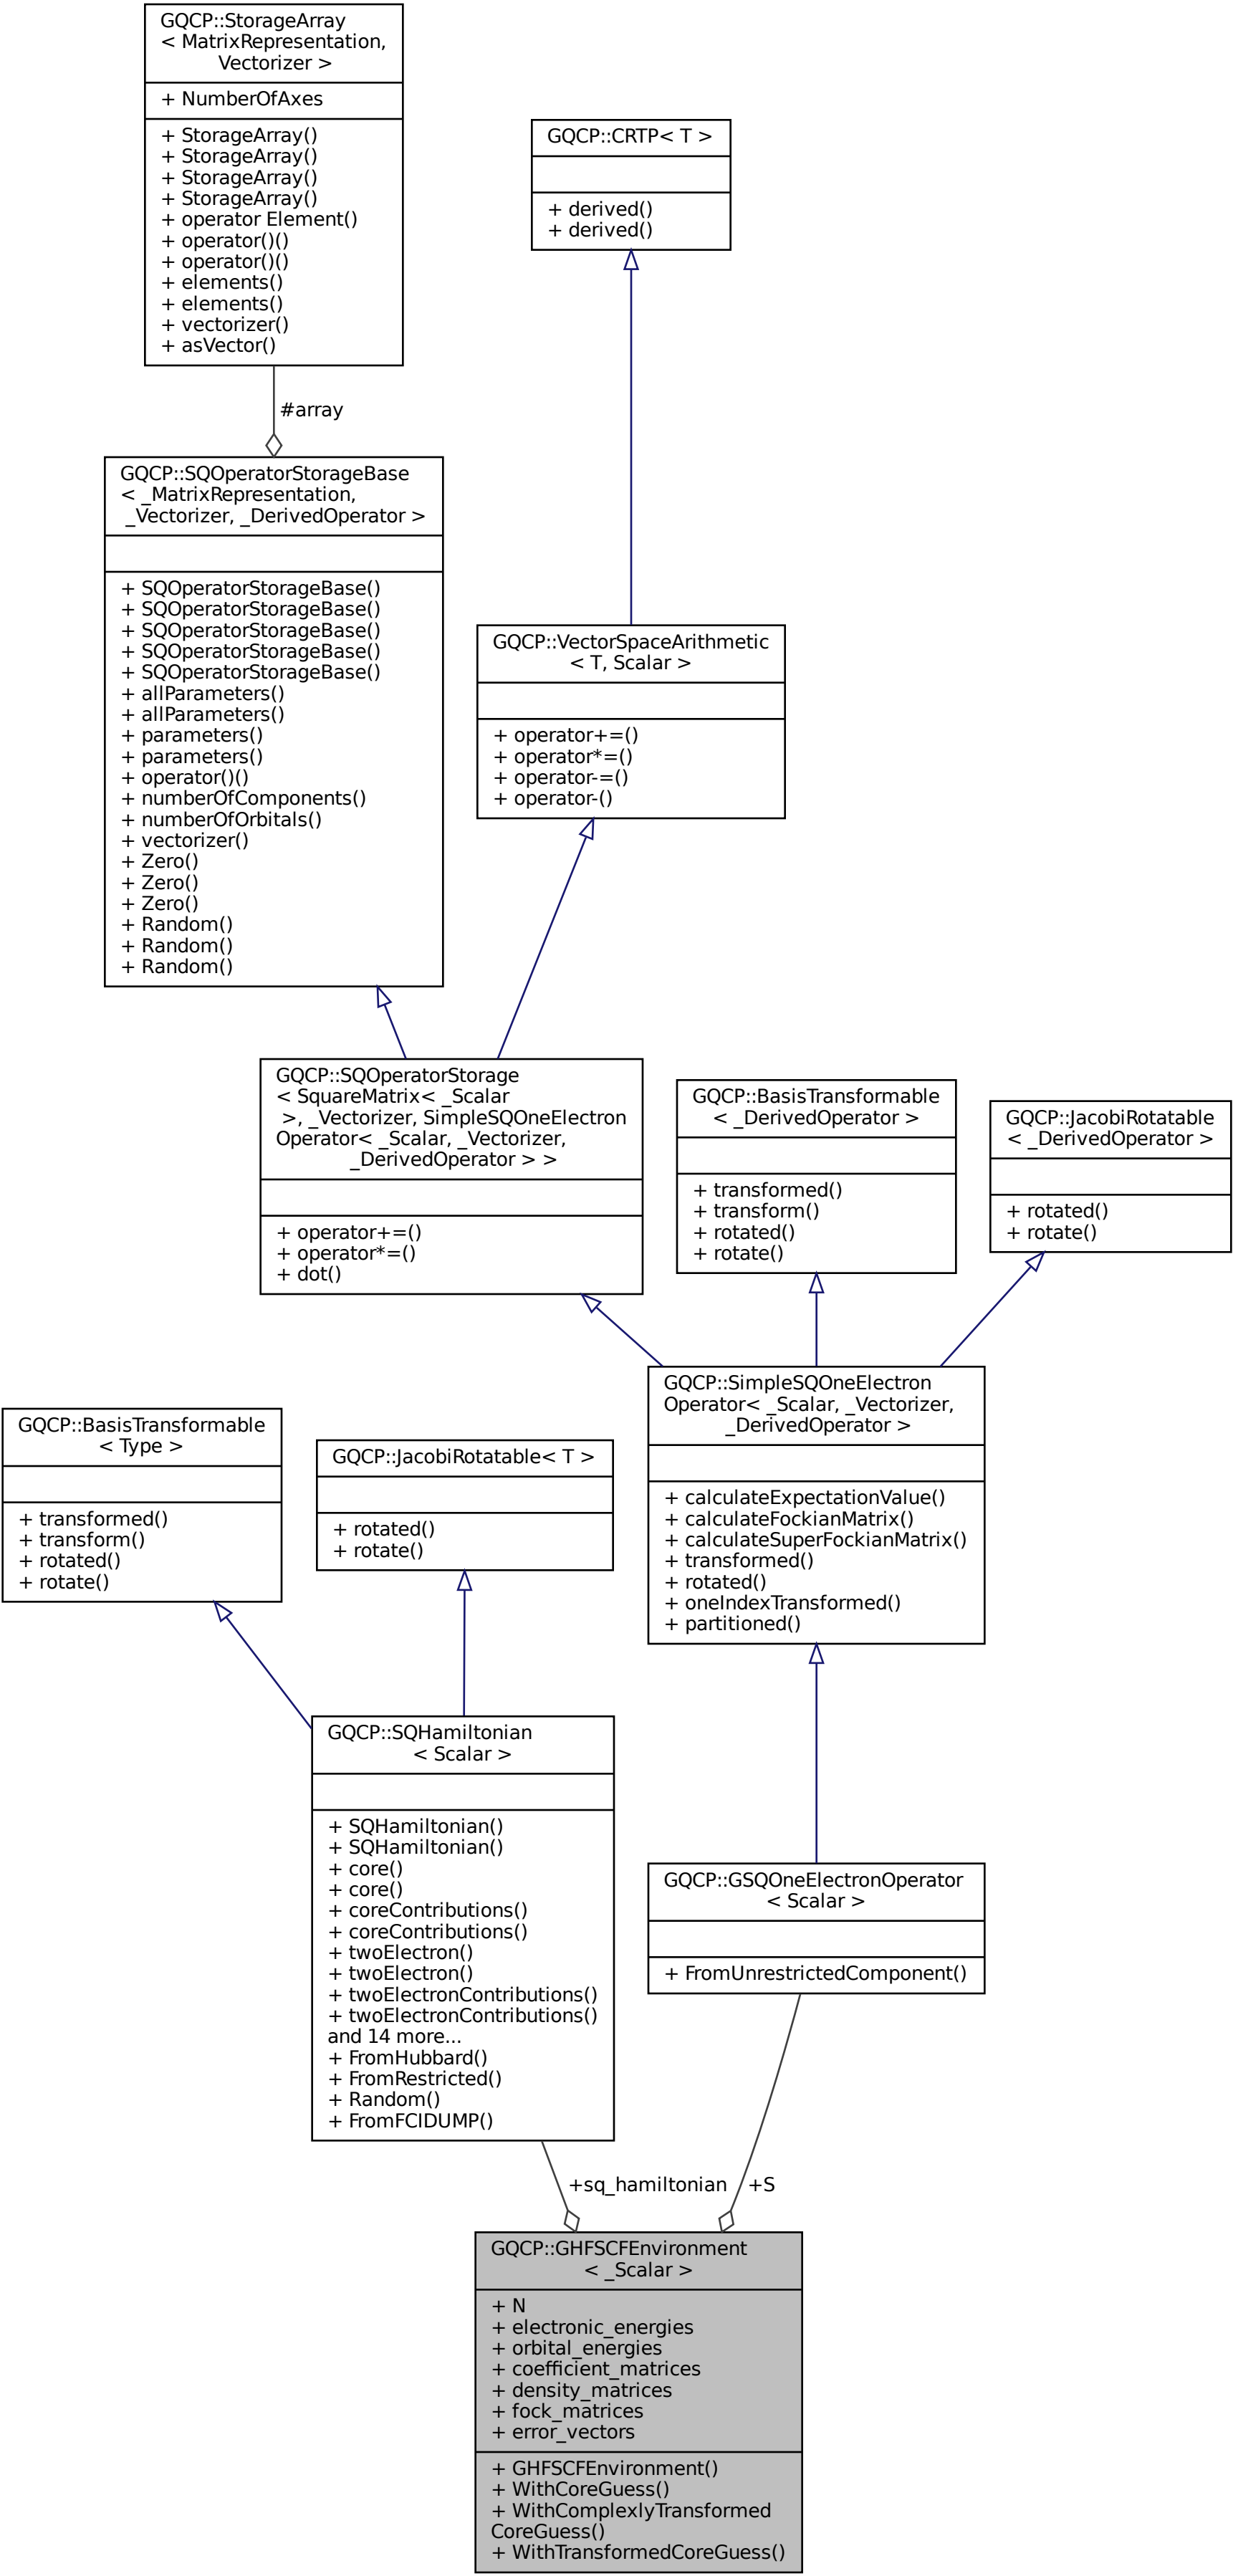 GQCP::StorageArray
< MatrixRepresentation,
Vectorizer >
+ NumberOfAxes
+ StorageArray()
+ StorageArray()
+ StorageArray()
+ StorageArray()
+ operator Element()
+ operator()()
+ operator()()
+ elements()
+ elements()
+ vectorizer()
+ asVector()
GQCP::CRTP< T >
+ derived()
+ derived()
#array
GQCP::SQOperatorStorageBase
< _MatrixRepresentation,
_Vectorizer, _DerivedOperator >
+ SQOperatorStorageBase()
+ SQOperatorStorageBase()
+ SQOperatorStorageBase()
+ SQOperatorStorageBase()
+ SQOperatorStorageBase()
+ allParameters()
+ allParameters()
+ parameters()
+ parameters()
+ operator()()
+ numberOfComponents()
+ numberOfOrbitals()
+ vectorizer()
+ Zero()
+ Zero()
+ Zero()
+ Random()
+ Random()
+ Random()
GQCP::VectorSpaceArithmetic
< T, Scalar >
+ operator+=()
+ operator*=()
+ operator-=()
+ operator-()
GQCP::SQOperatorStorage
< SquareMatrix< _Scalar
>, _Vectorizer, SimpleSQOneElectron
Operator< _Scalar, _Vectorizer,
_DerivedOperator > >
+ operator+=()
+ operator*=()
+ dot()
GQCP::BasisTransformable
< _DerivedOperator >
+ transformed()
+ transform()
+ rotated()
+ rotate()
GQCP::JacobiRotatable
< _DerivedOperator >
+ rotated()
+ rotate()
GQCP::SimpleSQOneElectron
Operator< _Scalar, _Vectorizer,
_DerivedOperator >
+ calculateExpectationValue()
+ calculateFockianMatrix()
+ calculateSuperFockianMatrix()
+ transformed()
+ rotated()
+ oneIndexTransformed()
+ partitioned()
GQCP::BasisTransformable
< Type >
+ transformed()
+ transform()
+ rotated()
+ rotate()
GQCP::JacobiRotatable< T >
+ rotated()
+ rotate()
GQCP::SQHamiltonian
< Scalar >
+ SQHamiltonian()
+ SQHamiltonian()
+ core()
+ core()
+ coreContributions()
+ coreContributions()
+ twoElectron()
+ twoElectron()
+ twoElectronContributions()
+ twoElectronContributions()
and 14 more...
+ FromHubbard()
+ FromRestricted()
+ Random()
+ FromFCIDUMP()
GQCP::GSQOneElectronOperator
< Scalar >
+ FromUnrestrictedComponent()
+sq_hamiltonian
+S
GQCP::GHFSCFEnvironment
< _Scalar >
+ N
+ electronic_energies
+ orbital_energies
+ coefficient_matrices
+ density_matrices
+ fock_matrices
+ error_vectors
+ GHFSCFEnvironment()
+ WithCoreGuess()
+ WithComplexlyTransformed
CoreGuess()
+ WithTransformedCoreGuess()